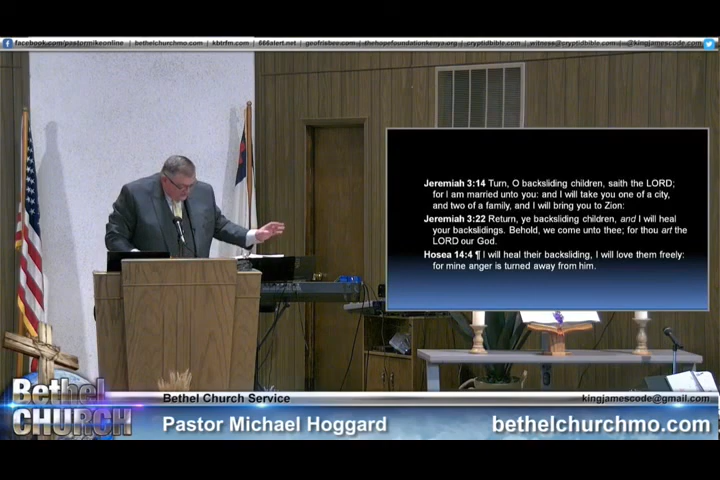 facebook.com/pastormikeonline | bethelchurchmo.com | kbtrfm.com | 666alert.net | geofrisbee.com | thehopefoundationkenya.org | cryptidbible.com | witness@cryptidbible.com | @kingjamescode
Jeremiah 3:14 Turn, O backsliding children, saith the LORD;
for I am married unto you: and I will take you one of a city,
and two of a family, and I will bring you to Zion:
Jeremiah 3:22 Return, ye backsliding children, and I will heal
your backslidings. Behold, we come unto thee; for thou art the
LORD our God.
Hosea 14:4 ¶ I will heal their backsliding, I will love them freely:
for mine anger is turned away from him.
Bethel
CHURCH
Bethel Church Service
kingjamescode@gmail.com
Pastor Michael Hoggard
bethelchurchmo.com